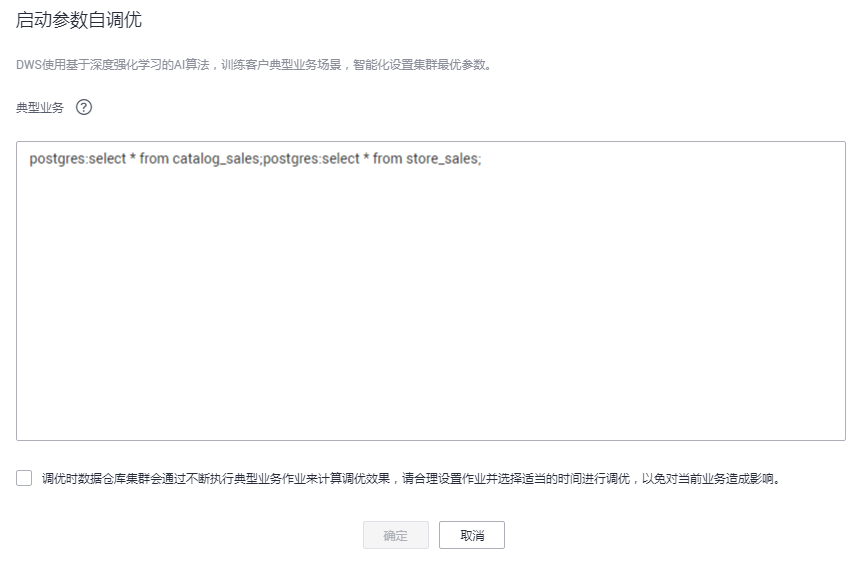 启动参数自调优
DWS使用基于深度强化学习的AI算法，训练客户典型业务场景，智能化设置集群最优参数。
典型业务 ?
postgres:select * from catalog_sales;postgres:select * from store_sales;
调优时数据仓库集群会通过不断执行典型业务作业来计算调优效果，请合理设置作业并选择适当的时间进行调优，以免对当前业务造成影响。
确定 取消